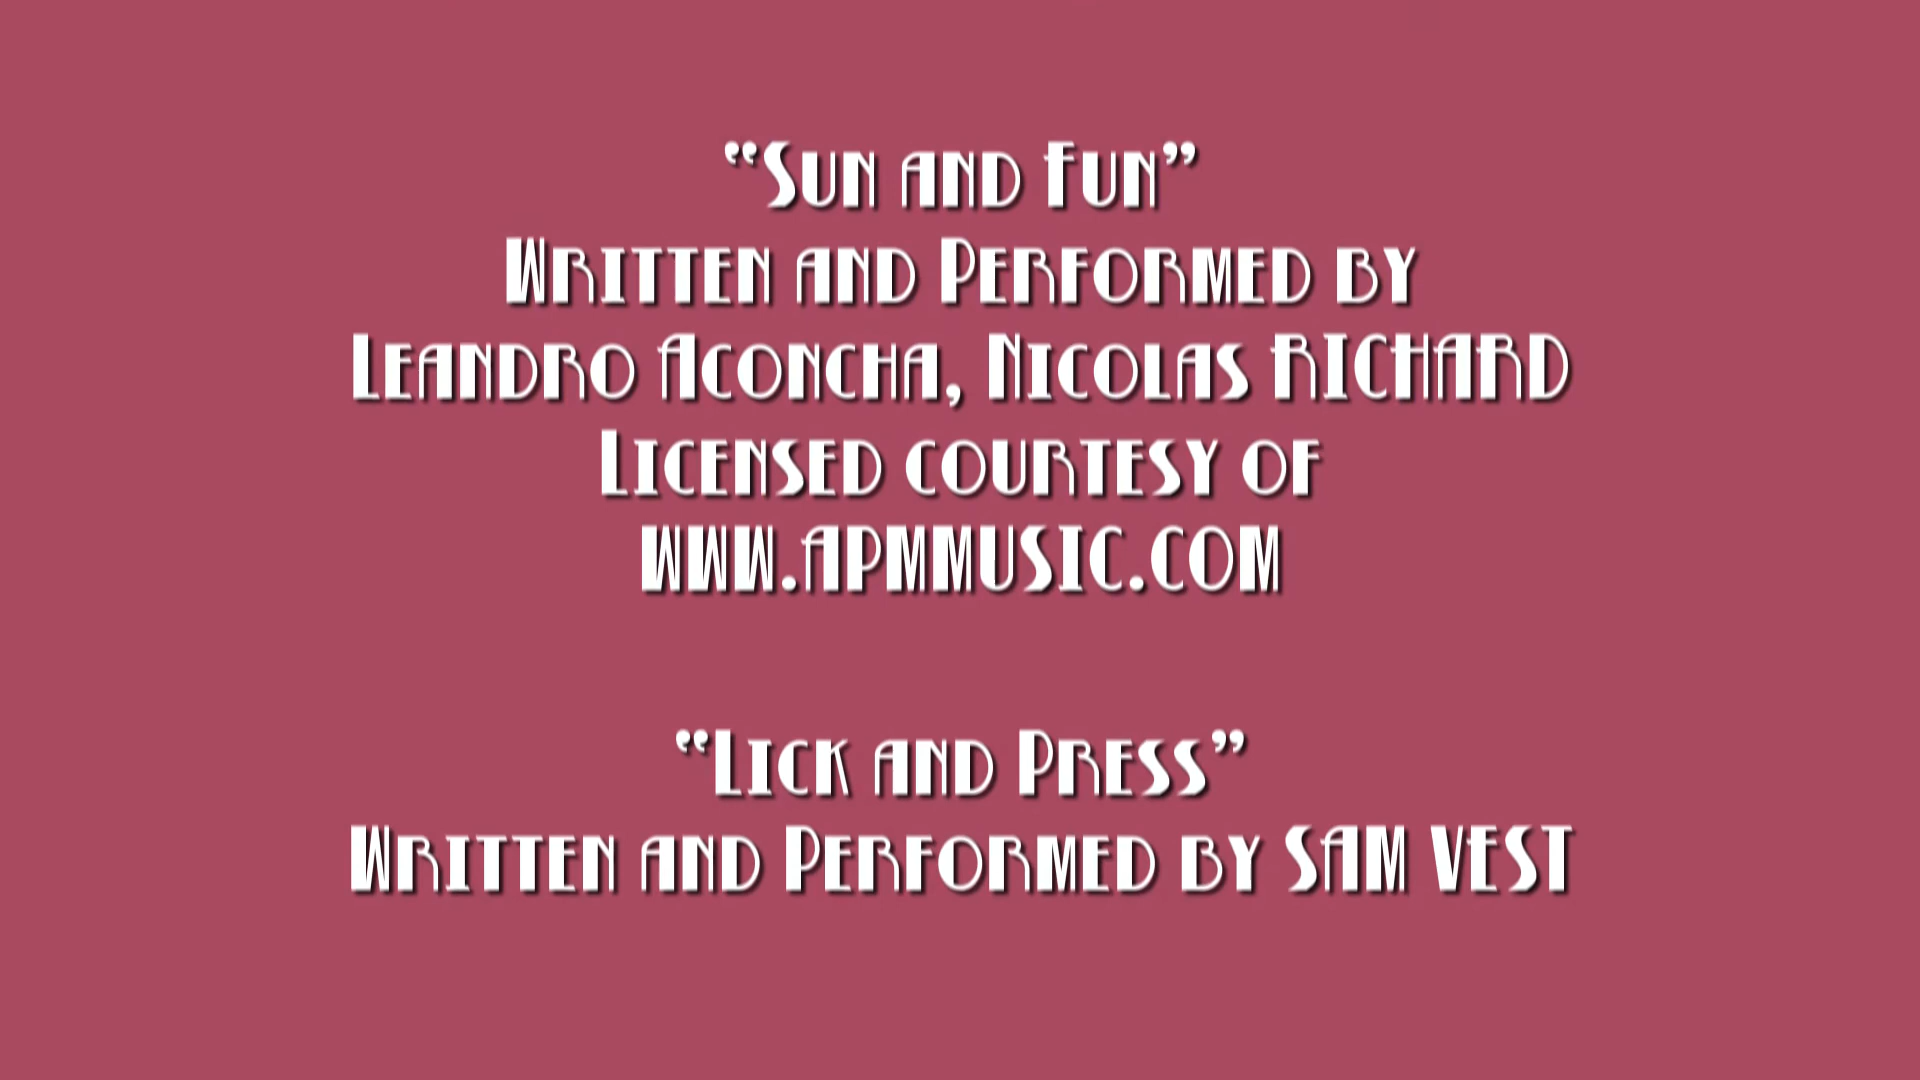 “Sun and Fun”
Written and Performed by
Leandro Aconcha, Nicolas RICHARD
Licensed courtesy of
WWW.APMMUSIC.COM
“Lick and Press”
Written and Performed by SAM VEST